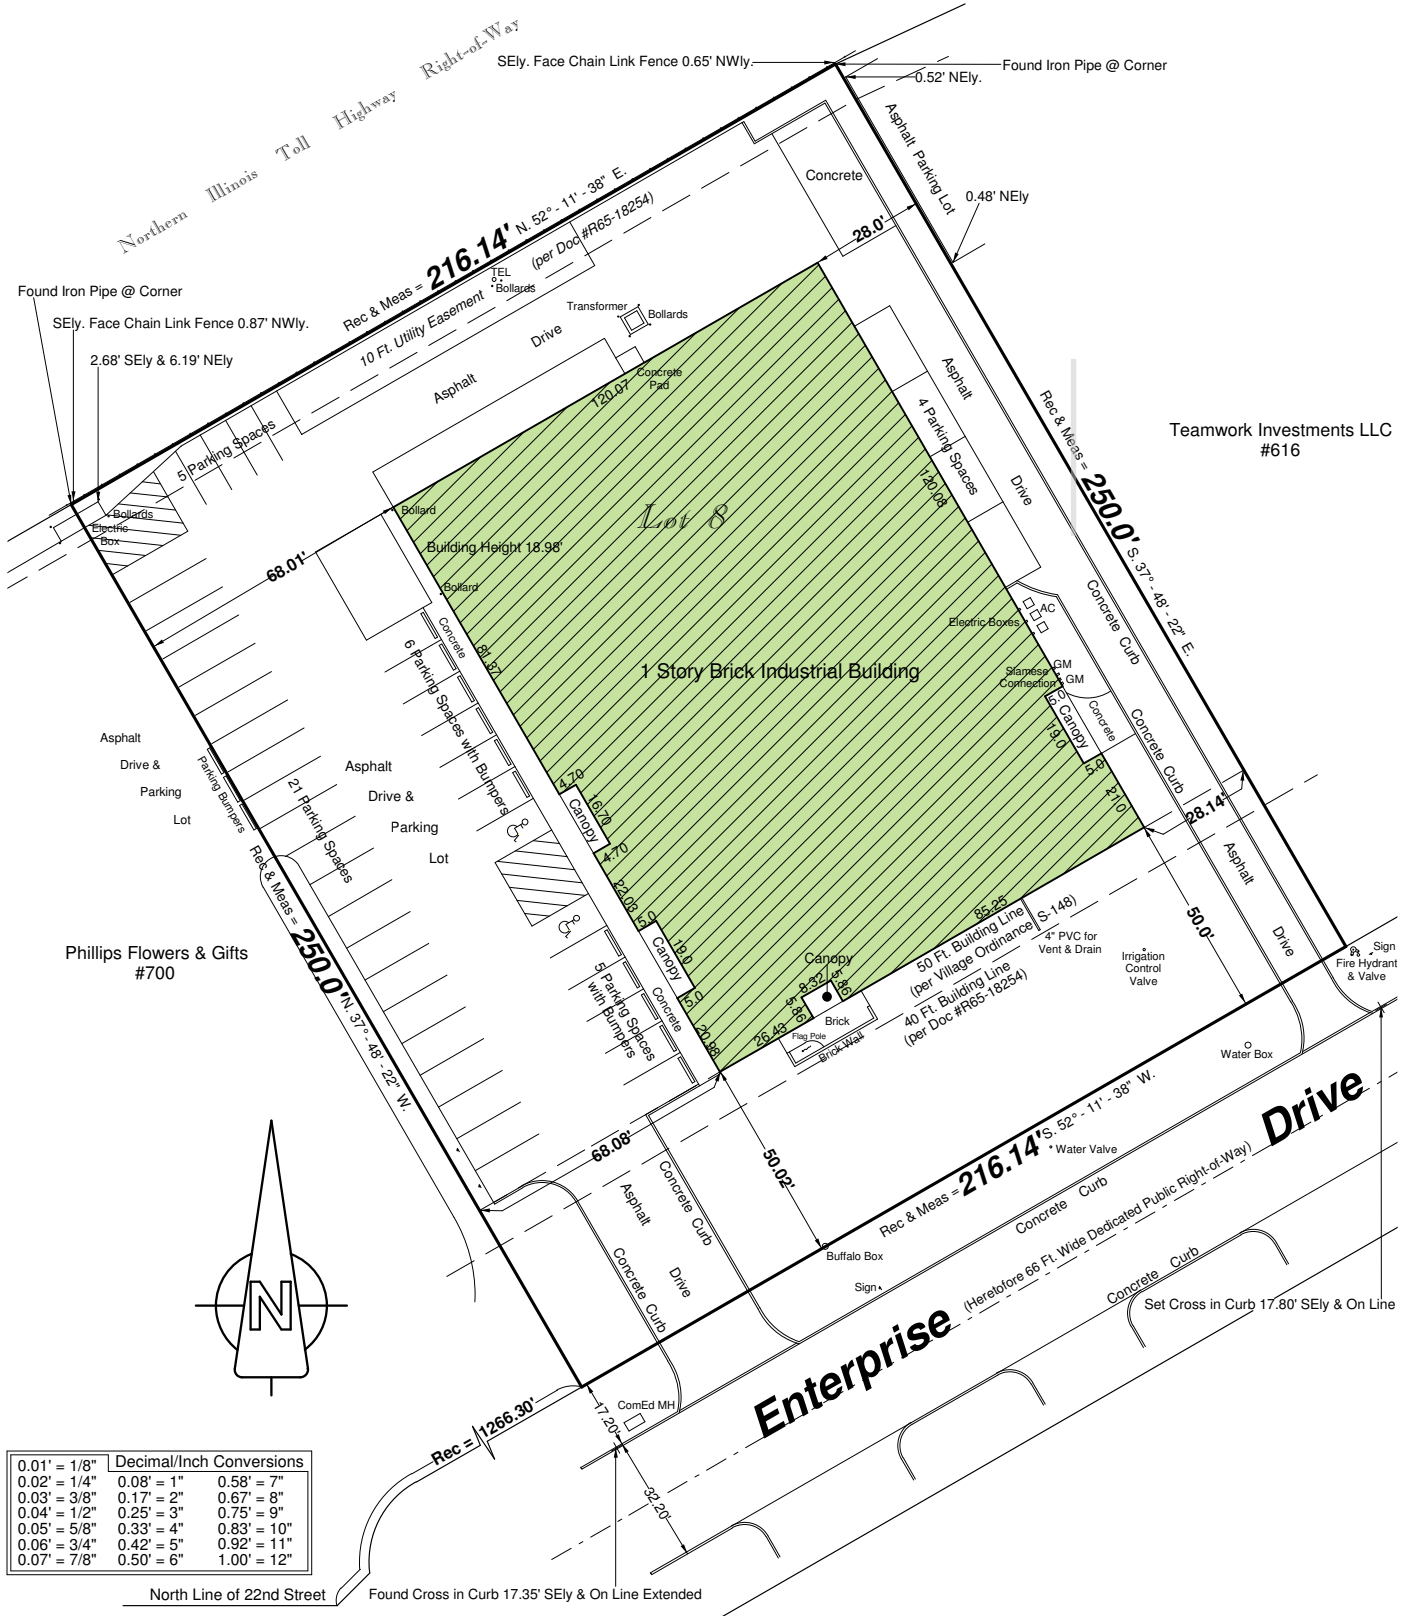 Northern Illinois Toll Highway Right-of-Way
SEly. Face Chain Link Fence 0.65' NWly.
Found Iron Pipe @ Corner
0.52' NEly.
Asphalt Parking Lot
0.48' NEly
Concrete
28.0'
Rec & Meas = 216.14' N. 52° - 11' - 38" E.
10 Ft. Utility Easement (per Doc #R65-18254)
TEL
Bollards
Transformer
Bollards
Asphalt Drive
Concrete
Pad
Found Iron Pipe @ Corner
SEly. Face Chain Link Fence 0.87' NWly.
2.68' SEly & 6.19' NEly
5 Parking Spaces
Bollards
Electric
Box
120.07
Lot 8
Bollard
Building Height 18.98'
Bollard
68.01'
Asphalt Drive
4 Parking Spaces
120.08
Rec & Meas = 250.0' S. 37° - 48' - 22" E.
Teamwork Investments LLC
#616
Concrete
81.37
6 Parking Spaces with Bumpers
1 Story Brick Industrial Building
Electric Boxes
AC
Siamese
Connection
GM
GM
5.0
Canopy
19.0
5.0
Concrete
21.0
Concrete Curb
Concrete Curb
28.14'
Asphalt Drive
Asphalt
Drive &
Parking
Lot
Parking Bumpers
21 Parking Spaces
Asphalt
Drive &
Parking
Lot
4.70
16.70
Canopy
4.70
22.03
5.0
Canopy
19.0
5.0
20.98
Concrete
5 Parking Spaces
with Bumpers
Phillips Flowers & Gifts
#700
Rec & Meas = 250.0' N. 37° - 48' - 22" W.
Canopy
8.32
5.86
5.86
26.43
85.25
Brick
Flag Pole
Brick Wall
50 Ft. Building Line
(per Village Ordinance S-148)
40 Ft. Building Line
(per Doc #R65-18254)
4" PVC for
Vent & Drain
Irrigation
Control
Valve
50.0'
Sign
Fire Hydrant
& Valve
Water Box
68.08'
50.02'
Asphalt Drive
Concrete Curb
Concrete Curb
Rec & Meas = 216.14' S. 52° - 11' - 38" W.
Water Valve
Buffalo Box
Sign
Concrete Curb
Enterprise Drive
(Heretofore 66 Ft. Wide Dedicated Public Right-of-Way)
Concrete Curb
Set Cross in Curb 17.80' SEly & On Line
N
Rec = 1266.30'
17.20'
ComEd MH
32.20'
Decimal/Inch Conversions
0.01' = 1/8"
0.02' = 1/4" 0.08' = 1" 0.58' = 7"
0.03' = 3/8" 0.17' = 2" 0.67' = 8"
0.04' = 1/2" 0.25' = 3" 0.75' = 9"
0.05' = 5/8" 0.33' = 4" 0.83' = 10"
0.06' = 3/4" 0.42' = 5" 0.92' = 11"
0.07' = 7/8" 0.50' = 6" 1.00' = 12"
North Line of 22nd Street
Found Cross in Curb 17.35' SEly & On Line Extended